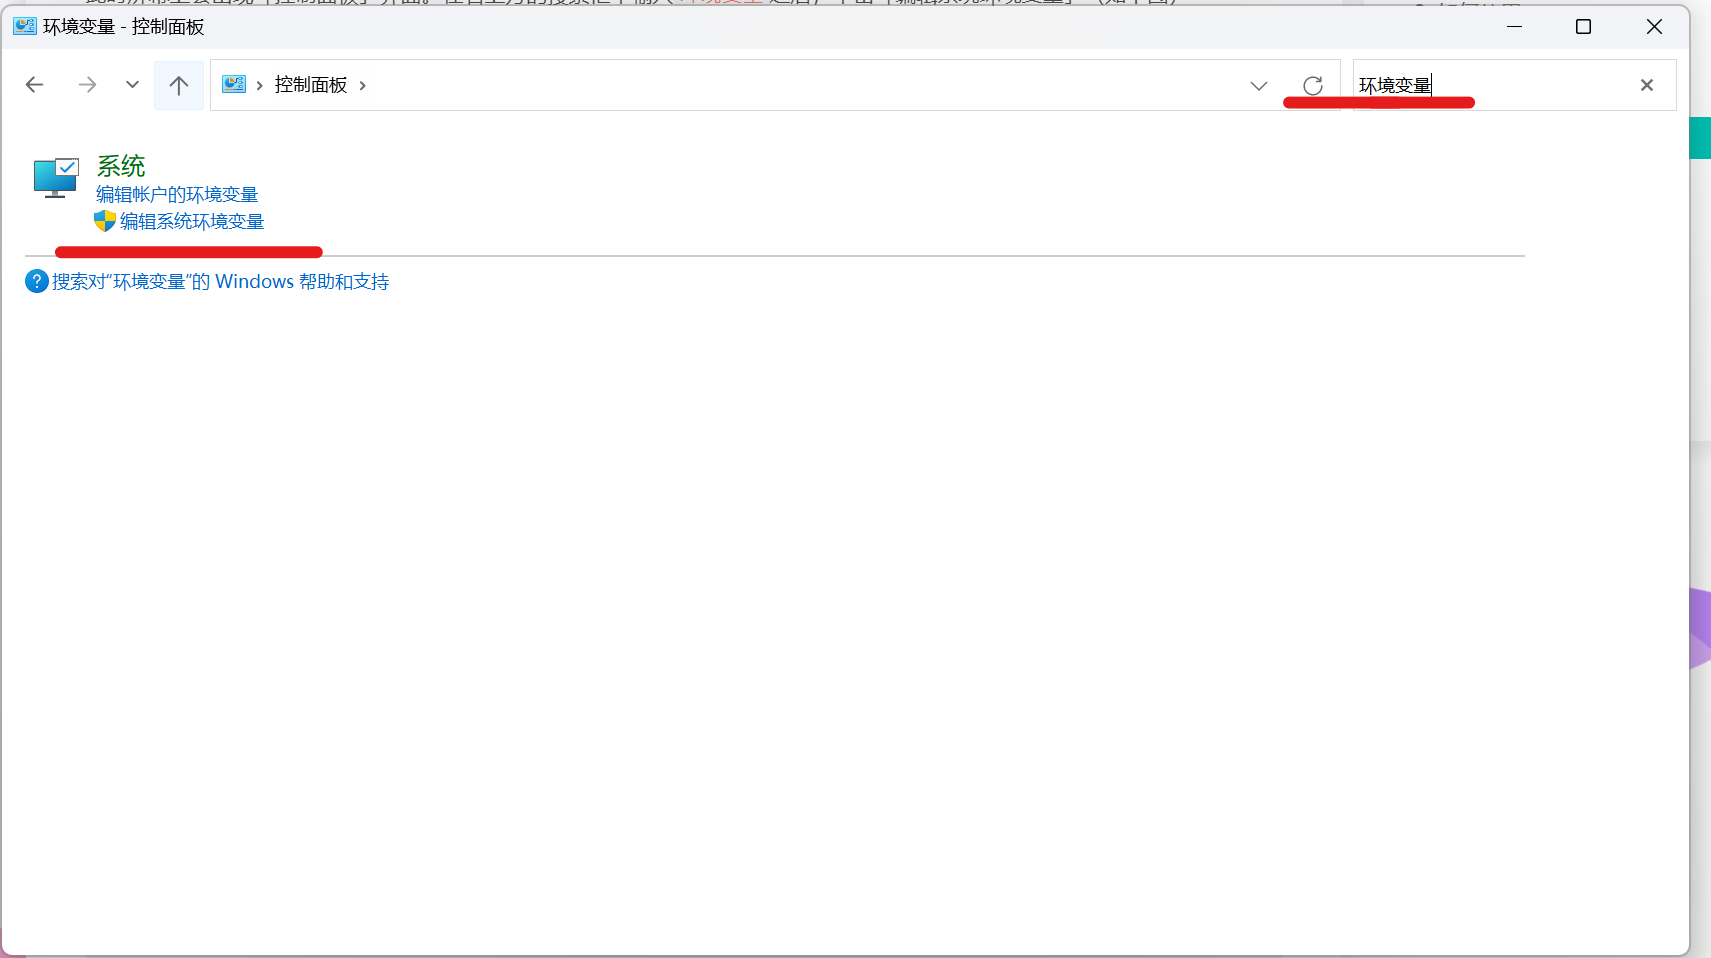 环境变量 - 控制面板
控制面板
环境变量
系统
编辑帐户的环境变量
编辑系统环境变量
搜索对“环境变量”的 Windows 帮助和支持